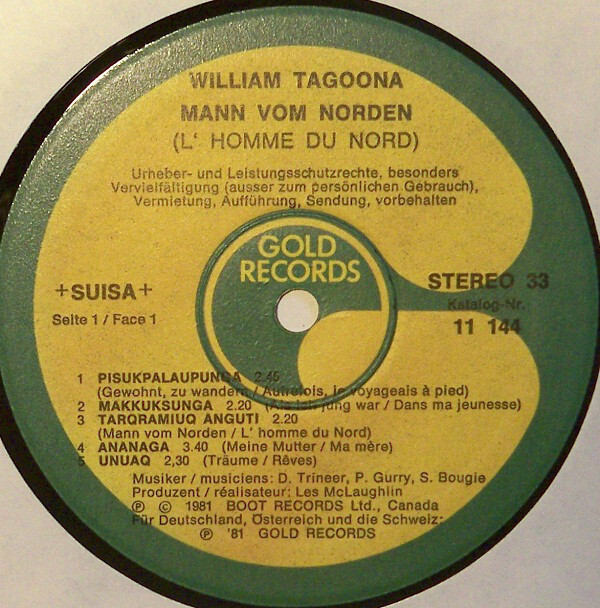 WILLIAM TAGOONA
MANN VOM NORDEN
(L' HOMME DU NORD)
Urheber- und Leistungsschutzrechte, besonders
Vervielfältigung (ausser zum persönlichen Gebrauch),
Vermietung, Aufführung, Sendung, vorbehalten
GOLD
RECORDS
+SUISA+
Seite 1 / Face 1
STEREO 33
Katalog-Nr.
11 144
1 PISUKPALAUPUNGA 2.45
(Gewohnt, zu wandern / Autrefois, je voyageais à pied)
2 MAKKUKSUNGA 2.20 (Als ich jung war / Dans ma jeunesse)
3 TARQRAMIUQ ANGUTI 2.20
(Mann vom Norden / L' homme du Nord)
4 ANANAGA 3.40 (Meine Mutter / Ma mère)
5 UNUAQ 2,30 (Träume / Rêves)
Musiker / musiciens: D. Trineer, P. Gurry, S. Bougie
Produzent / réalisateur: Les McLaughlin
℗ © 1981 BOOT RECORDS Ltd., Canada
Für Deutschland, Österreich und die Schweiz:
℗ '81 GOLD RECORDS